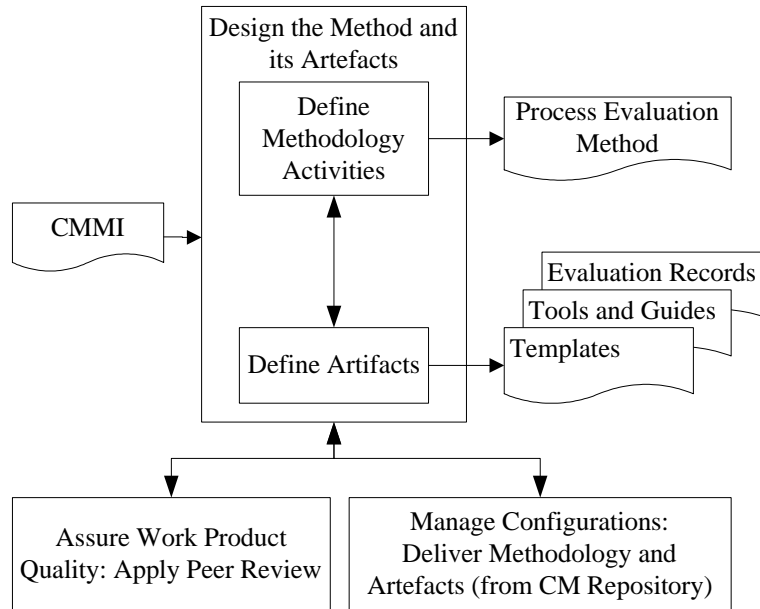 Design the Method and
its Artefacts
Define
Methodology
Activities
Process Evaluation
Method
CMMI
Evaluation Records
Tools and Guides
Templates
Define Artifacts
Assure Work Product
Quality: Apply Peer Review
Manage Configurations:
Deliver Methodology and
Artefacts (from CM Repository)